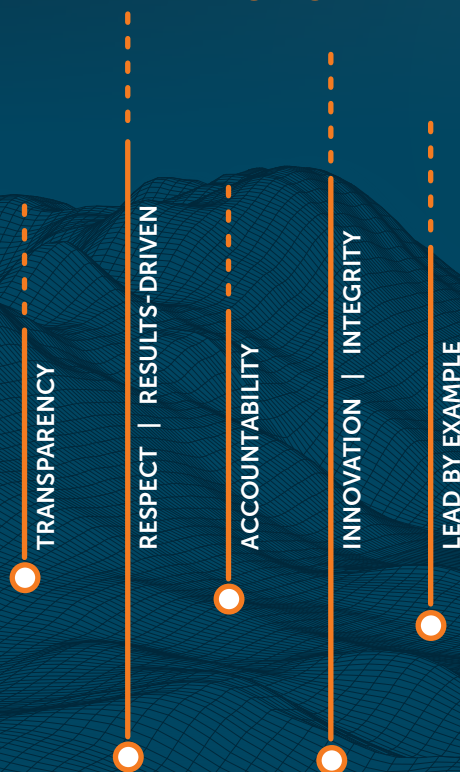 TRANSPARENCY
RESPECT | RESULTS-DRIVEN
ACCOUNTABILITY
INNOVATION | INTEGRITY
LEAD BY EXAMPLE